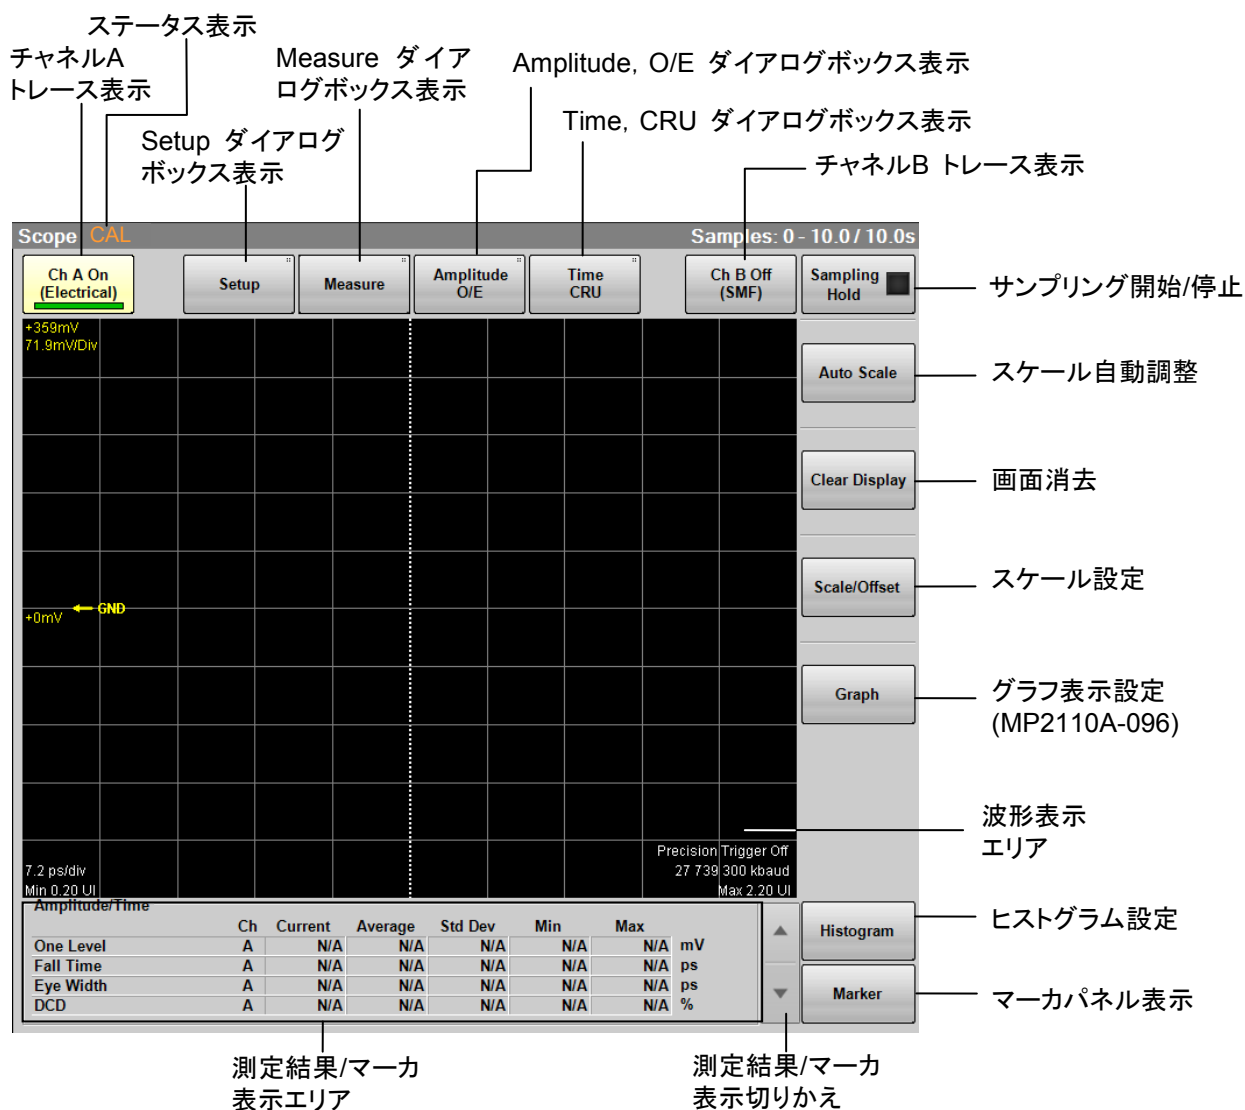 ステータス表示
チャネルA
トレース表示
Measure ダイア
ログボックス表示
Amplitude, O/E ダイアログボックス表示
Time, CRU ダイアログボックス表示
Setup ダイアログ
ボックス表示
チャネルB トレース表示
Scope CAL
Samples: 0 - 10.0 / 10.0s
Ch A On
(Electrical)
Setup
Measure
Amplitude
O/E
Time
CRU
Ch B Off
(SMF)
Sampling
Hold
サンプリング開始/停止
+359mV
71.9mV/Div
Auto Scale
スケール自動調整
Clear Display
画面消去
Scale/Offset
スケール設定
GND
+0mV
Graph
グラフ表示設定
(MP2110A-096)
波形表示
エリア
Precision Trigger Off
7.2 ps/div
27 739 300 kbaud
Min 0.20 UI
Max 2.20 UI
Amplitude/Time
Ch Current Average Std Dev Min Max
One Level A N/A N/A N/A N/A N/A mV
Fall Time A N/A N/A N/A N/A N/A ps
Eye Width A N/A N/A N/A N/A N/A ps
DCD A N/A N/A N/A N/A N/A %
Histogram
ヒストグラム設定
Marker
マーカパネル表示
測定結果/マーカ
表示エリア
測定結果/マーカ
表示切りかえ